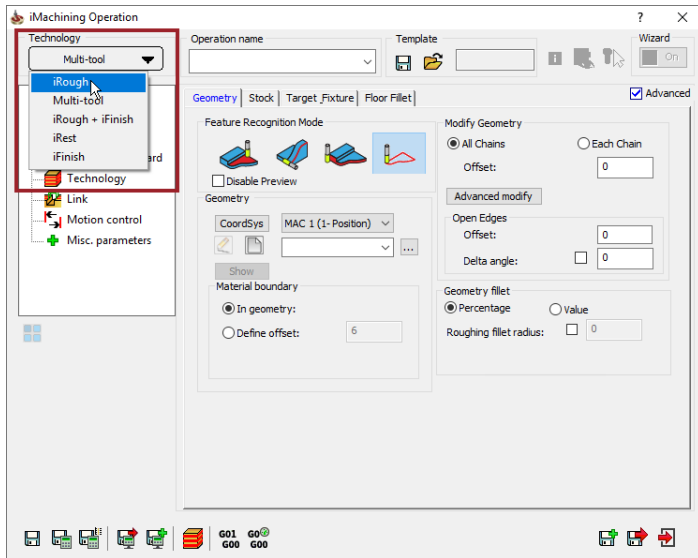 iMachining Operation
? ×
Technology
Operation name
Template
Wizard
Multi-tool
On
iRough
Multi-tool
iRough + iFinish
iRest
iFinish
ard
Technology
Link
Motion control
Misc. parameters
Geometry
Stock
Target ,Fixture
Floor Fillet
Advanced
Feature Recognition Mode
Disable Preview
Geometry
CoordSys
MAC 1 (1- Position)
...
Show
Material boundary
In geometry:
Define offset:
6
Modify Geometry
All Chains
Each Chain
Offset:
0
Advanced modify
Open Edges
Offset:
0
Delta angle:
0
Geometry fillet
Percentage
Value
Roughing fillet radius:
0
G01
G00
G0
G00